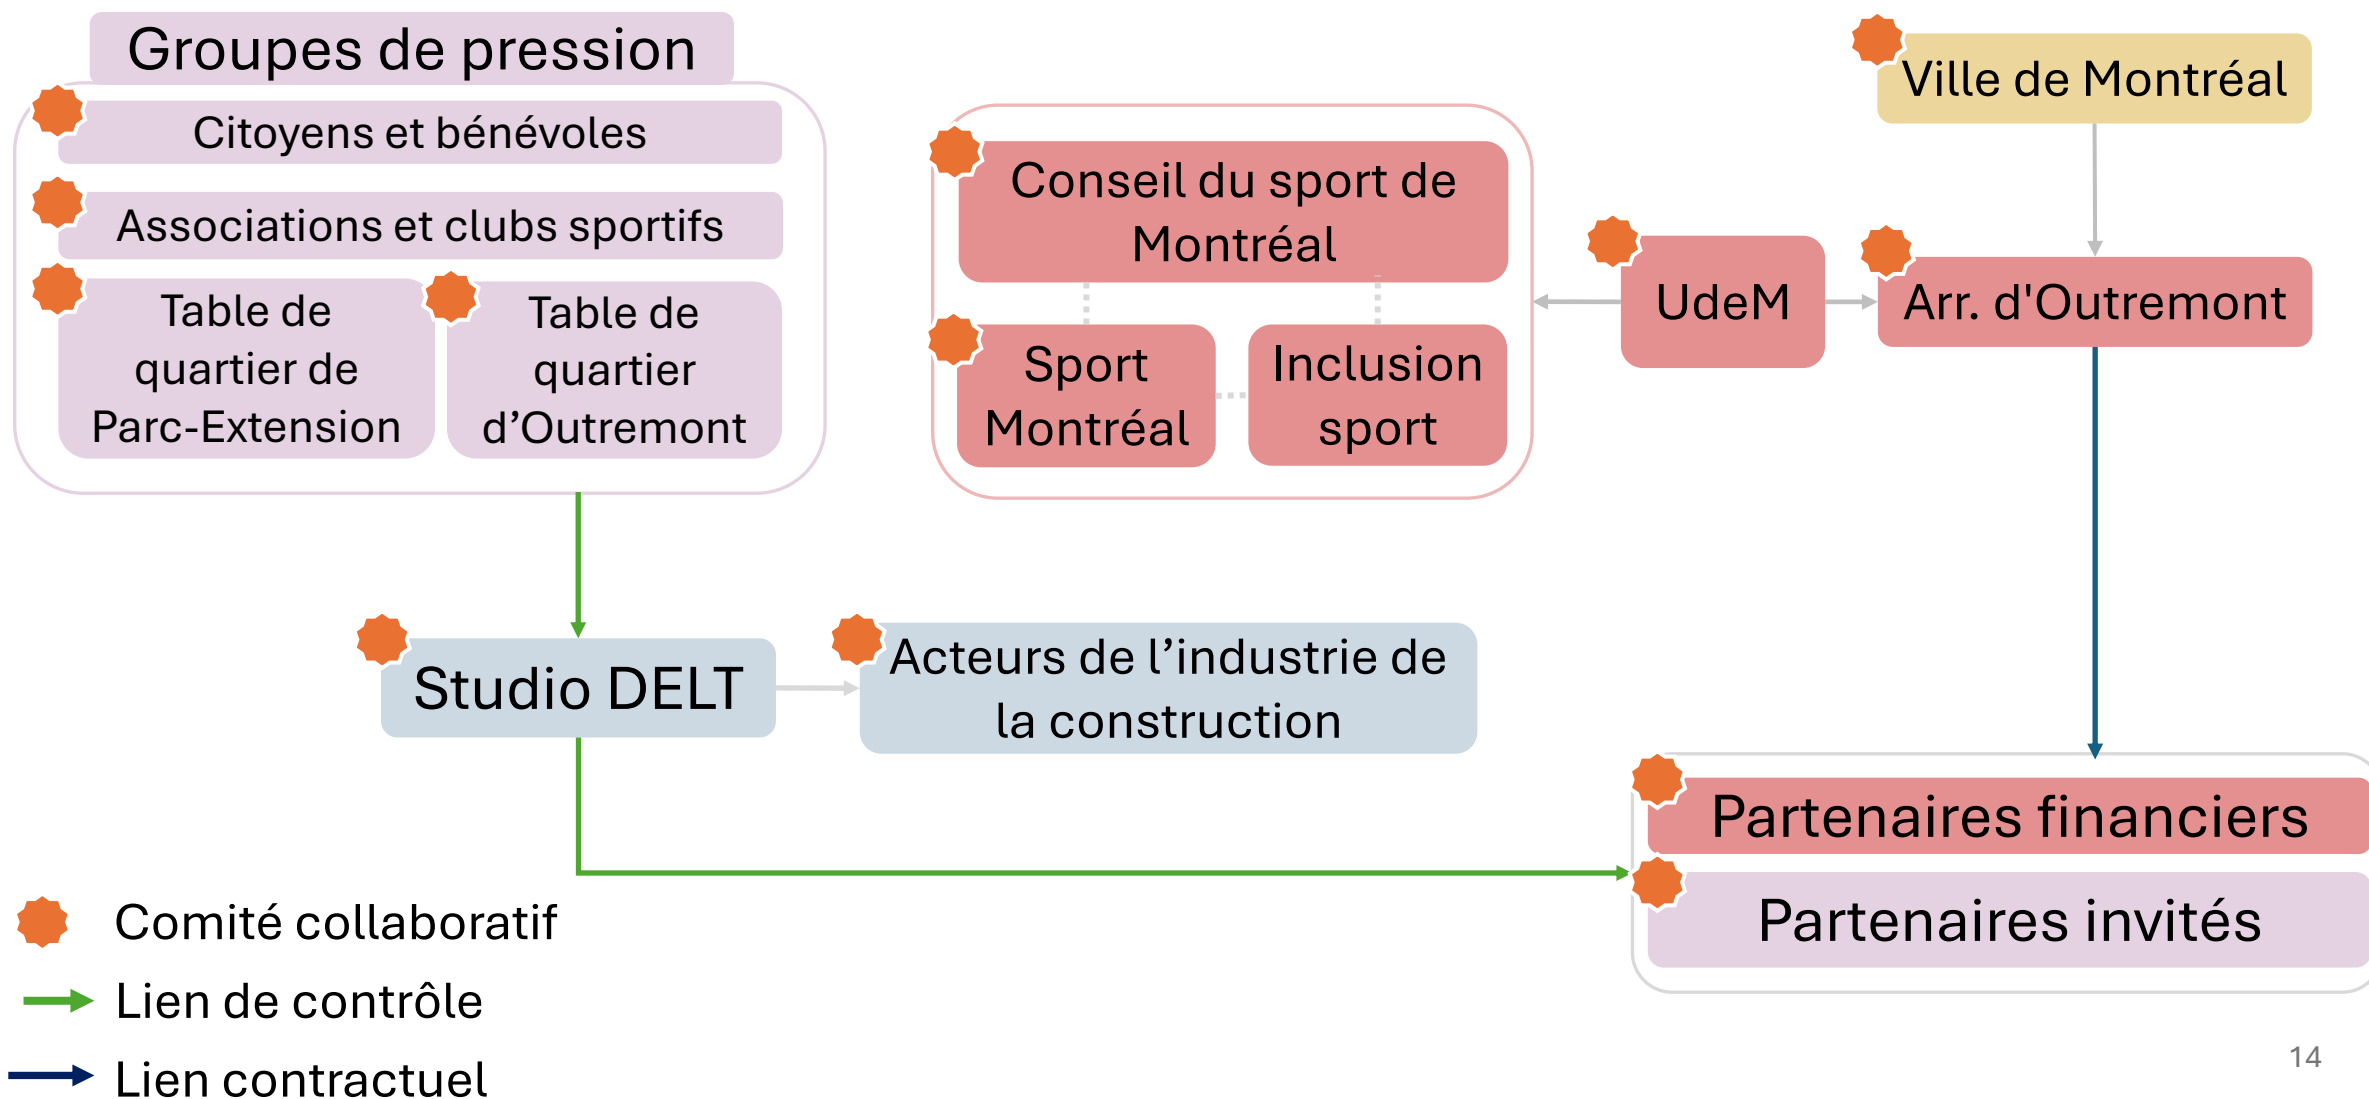 Groupes de pression
Citoyens et bénévoles
Associations et clubs sportifs
Table de
quartier de
Parc-Extension
Table de
quartier
d’Outremont
Conseil du sport de
Montréal
Sport
Montréal
Inclusion
sport
UdeM
Ville de Montréal
Arr. d'Outremont
Studio DELT
Acteurs de l’industrie de
la construction
Partenaires financiers
Partenaires invités
Comité collaboratif
Lien de contrôle
Lien contractuel
14